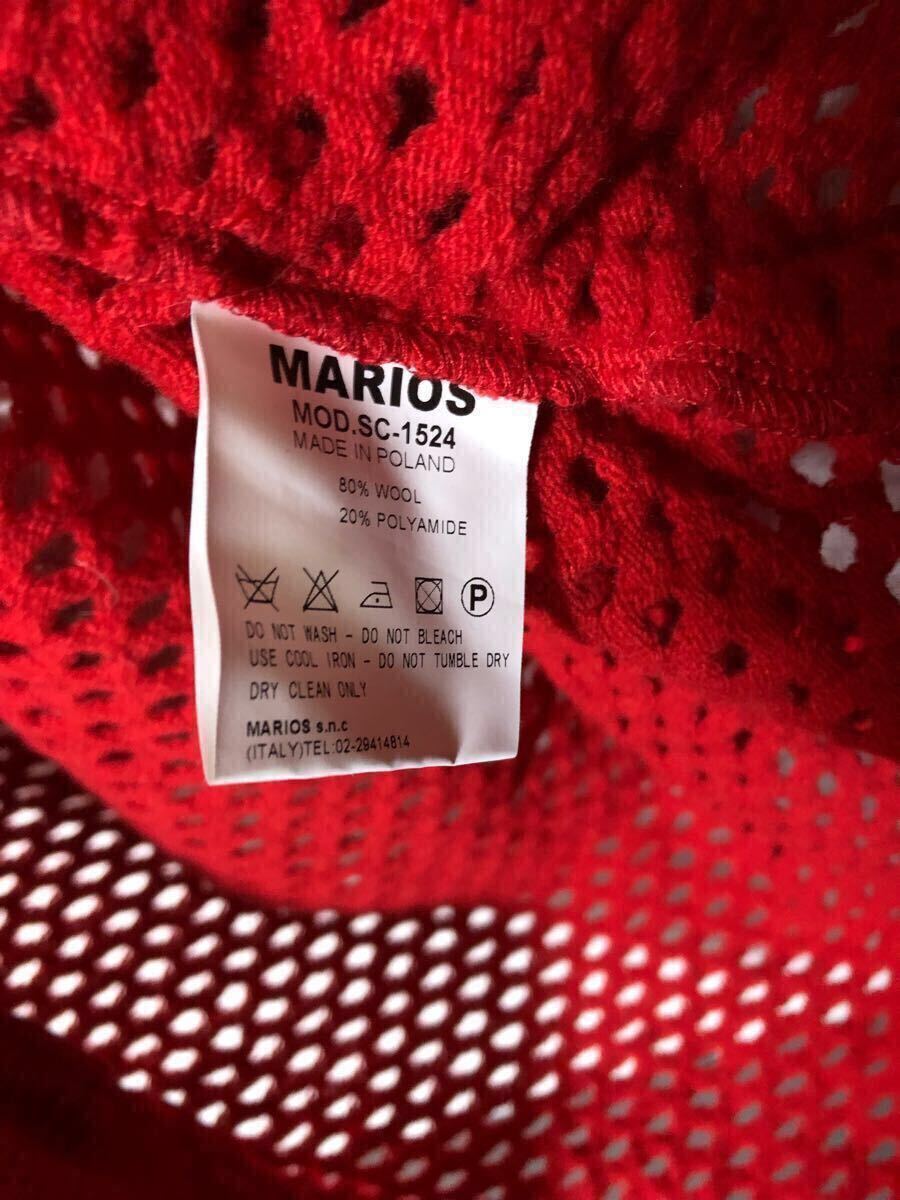 MARIOS
MOD.SC-1524
MADE IN POLAND
80% WOOL
20% POLYAMIDE
P
DO NOT WASH - DO NOT BLEACH
USE COOL IRON - DO NOT TUMBLE DRY
DRY CLEAN ONLY
MARIOS s.n.c
(ITALY)TEL:02-29414814